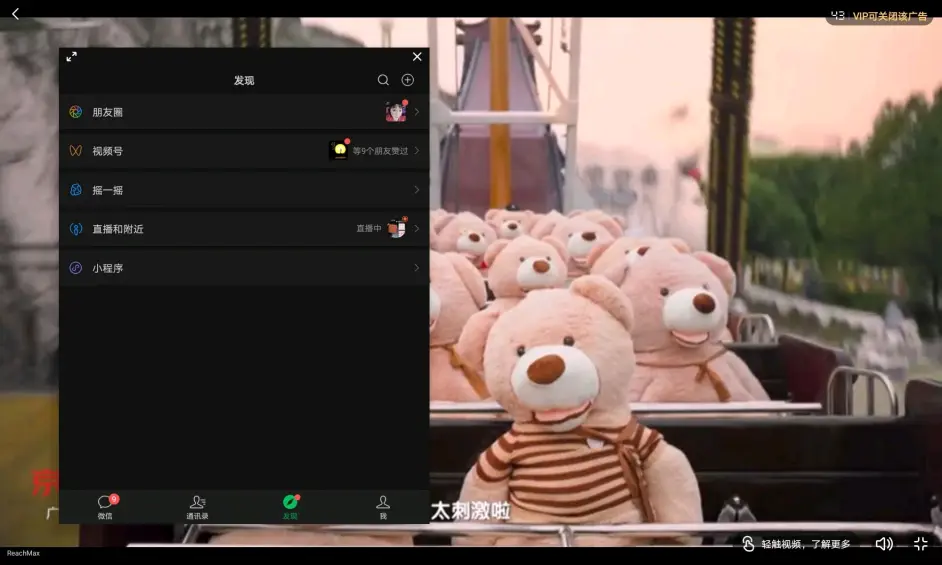 43 VIP可关闭该广告
发现
朋友圈
视频号 等9个朋友赞过
摇一摇
直播和附近 直播中
小程序
9
微信 通讯录 发现 我
京
广
太刺激啦
轻触视频，了解更多
ReachMax